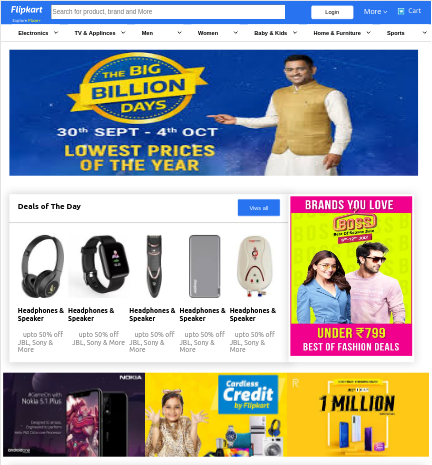 Flipkart
Explore Plus+
Search for product, brand and More
Login
More
Cart
Electronics
TV & Applinces
Men
Women
Baby & Kids
Home & Furniture
Sports
THE BIG
BILLION
DAYS
30TH SEPT - 4TH OCT
LOWEST PRICES
OF THE YEAR
Deals of The Day
View all
Headphones &
Speaker
upto 50% off
JBL, Sony &
More
Headphones &
Speaker
upto 50% off
JBL, Sony & More
Headphones &
Speaker
upto 50% off
JBL, Sony &
More
Headphones &
Speaker
upto 50% off
JBL, Sony &
More
Headphones &
Speaker
upto 50% off
JBL, Sony &
More
BRANDS YOU LOVE
BOSS
UNDER ₹799
BEST OF FASHION DEALS
NOKIA
#GameOn with
Nokia 5.1 Plus
androidone
Cardless
Credit
by Flipkart
1 MILLION